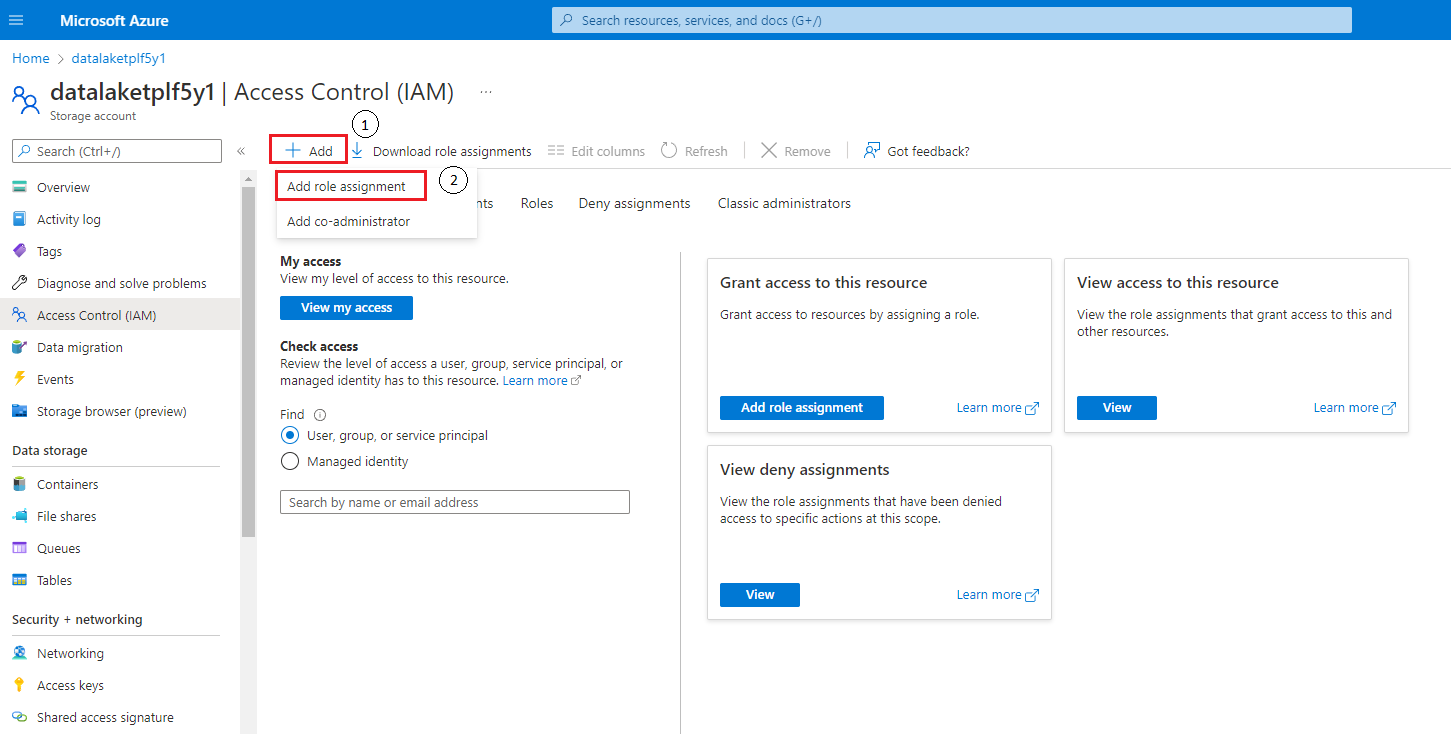 Microsoft Azure
Search resources, services, and docs (G+/)
Home > datalaketplf5y1
datalaketplf5y1 | Access Control (IAM) ...
Storage account
Search (Ctrl+/)
«
Overview
Activity log
Tags
Diagnose and solve problems
Access Control (IAM)
Data migration
Events
Storage browser (preview)
Data storage
Containers
File shares
Queues
Tables
Security + networking
Networking
Access keys
Shared access signature
1
+ Add
Download role assignments
Edit columns
Refresh
Remove
Got feedback?
Add role assignment
2
Add co-administrator
nts
Roles
Deny assignments
Classic administrators
My access
View my level of access to this resource.
View my access
Check access
Review the level of access a user, group, service principal, or
managed identity has to this resource. Learn more
Find
User, group, or service principal
Managed identity
Search by name or email address
Grant access to this resource
Grant access to resources by assigning a role.
Add role assignment
Learn more
View access to this resource
View the role assignments that grant access to this and
other resources.
View
Learn more
View deny assignments
View the role assignments that have been denied
access to specific actions at this scope.
View
Learn more